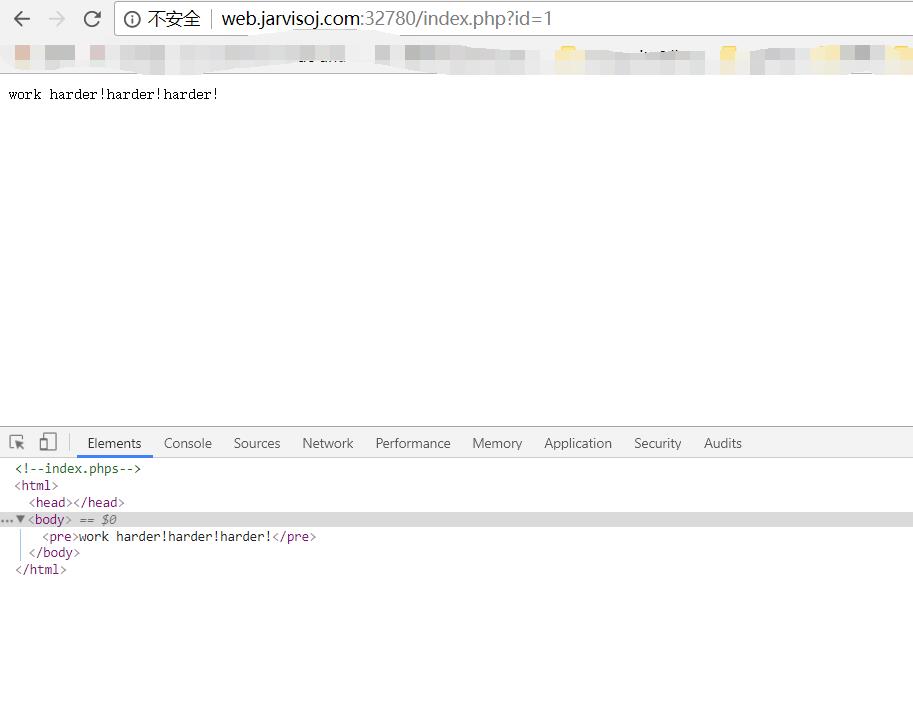 不安全 web.jarvisoj.com:32780/index.php?id=1
work harder!harder!harder!
Elements Console Sources Network Performance Memory Application Security Audits
<!--index.phps-->
<html>
<head></head>
<body> == $0
<pre>work harder!harder!harder!</pre>
</body>
</html>